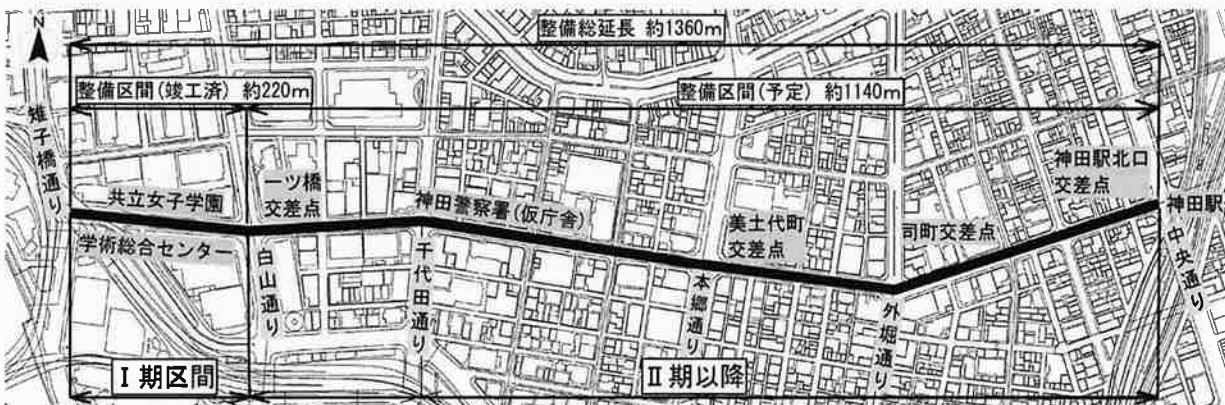 N
整備総延長 約1360m
整備区間(竣工済) 約220m
整備区間(予定) 約1140m
雉子橋通り
共立女子学園
学術総合センター
一ツ橋
交差点
白山通り
神田警察署(仮庁舎)
千代田通り
本郷通り
美土代町
交差点
司町交差点
外堀通り
神田駅北口
交差点
神田駅
中央通り
Ⅰ期区間
Ⅱ期以降